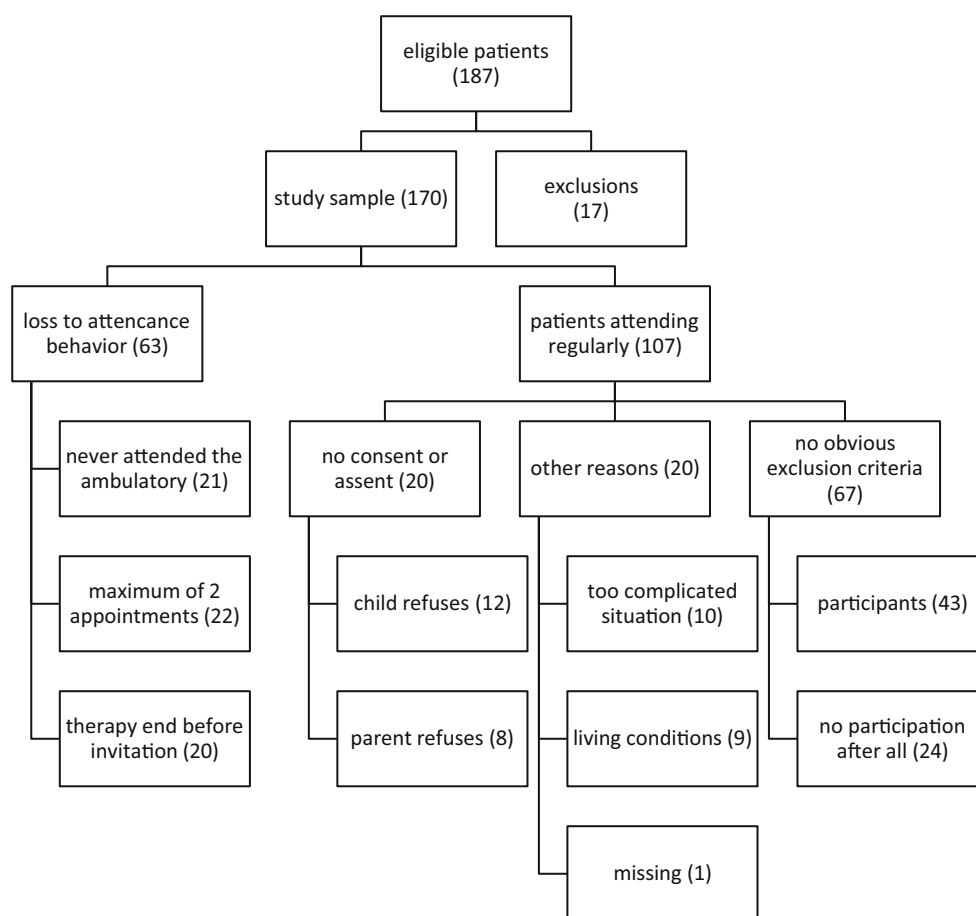 eligible patients
(187)
study sample (170)
exclusions
(17)
loss to attencance
behavior (63)
patients attending
regularly (107)
never attended the
ambulatory (21)
maximum of 2
appointments (22)
therapy end before
invitation (20)
no consent or
assent (20)
child refuses (12)
parent refuses (8)
other reasons (20)
too complicated
situation (10)
living conditions (9)
missing (1)
no obvious
exclusion criteria
(67)
participants (43)
no participation
after all (24)